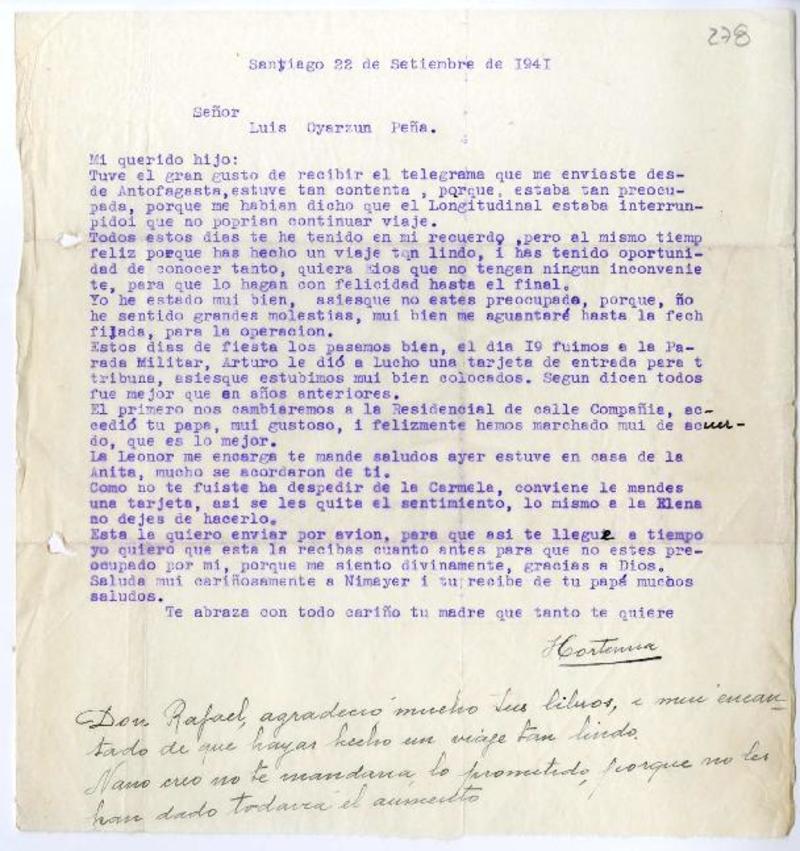 278
Santiago 22 de Setiembre de I94I
Señor
Luis Oyarzun Peña.
Mi querido hijo:
Tuve el gran gusto de recibir el telegrama que me enviaste des-
de Antofagasta,estuve tan contenta , porque, estaba tan preocu-
pada, porque me habian dicho que el Longitudinal estaba interrun-
pidoi que no poprian continuar viaje.
Todos estos dias te he tenido en mi recuerdo ,pero al mismo tiemp
feliz porque has hecho un viaje tan lindo, i has tenido oportuni-
dad de conocer tanto, quiera Dios que no tengan ningun inconvenie
te, para que lo hagan con felicidad hasta el final.
Yo he estado mui bien, asiesque no estes preocupada, porque, ño
he sentido grandes molestias, mui bien me aguantaré hasta la fech
fijada, para la operacion.
Estos dias de fiesta los pasamos bien, el dia I9 fuimos a la Pa-
rada Militar, Arturo le dió a Lucho una tarjeta de entrada para t
tribuna, asiesque estubimos mui bien colocados. Segun dicen todos
fue mejor que en años anteriores.
El primero nos cambiaremos a la Residencial de calle Compañia, ac-
cedió tu papa, mui gustoso, i felizmente hemos marchado mui de acuer-
do, que es lo mejor.
La Leonor me encarga te mande saludos ayer estuve en casa de la
Anita, mucho se acordaron de ti.
Como no te fuiste ha despedir de la Carmela, conviene le mandes
una tarjeta, asi se les quita el sentimiento, lo mismo a la Elena
no dejes de hacerlo.
Esta la quiero enviar por avion, para que asi te llegue a tiempo
yo quiero que esta la recibas cuanto antes para que no estes pre-
ocupado por mi, porque me siento divinamente, gracias a Dios.
Saluda mui cariñosamente a Nimayer i tu recibe de tu papá muchos
saludos.
Te abraza con todo cariño tu madre que tanto te quiere
Hortensia
Don Rafael, agradeció mucho tus libros, i mui encan-
tado de que hayas hecho un viaje tan lindo.
Nano creo no te mandará lo prometido, porque no les
han dado todavia el aumento